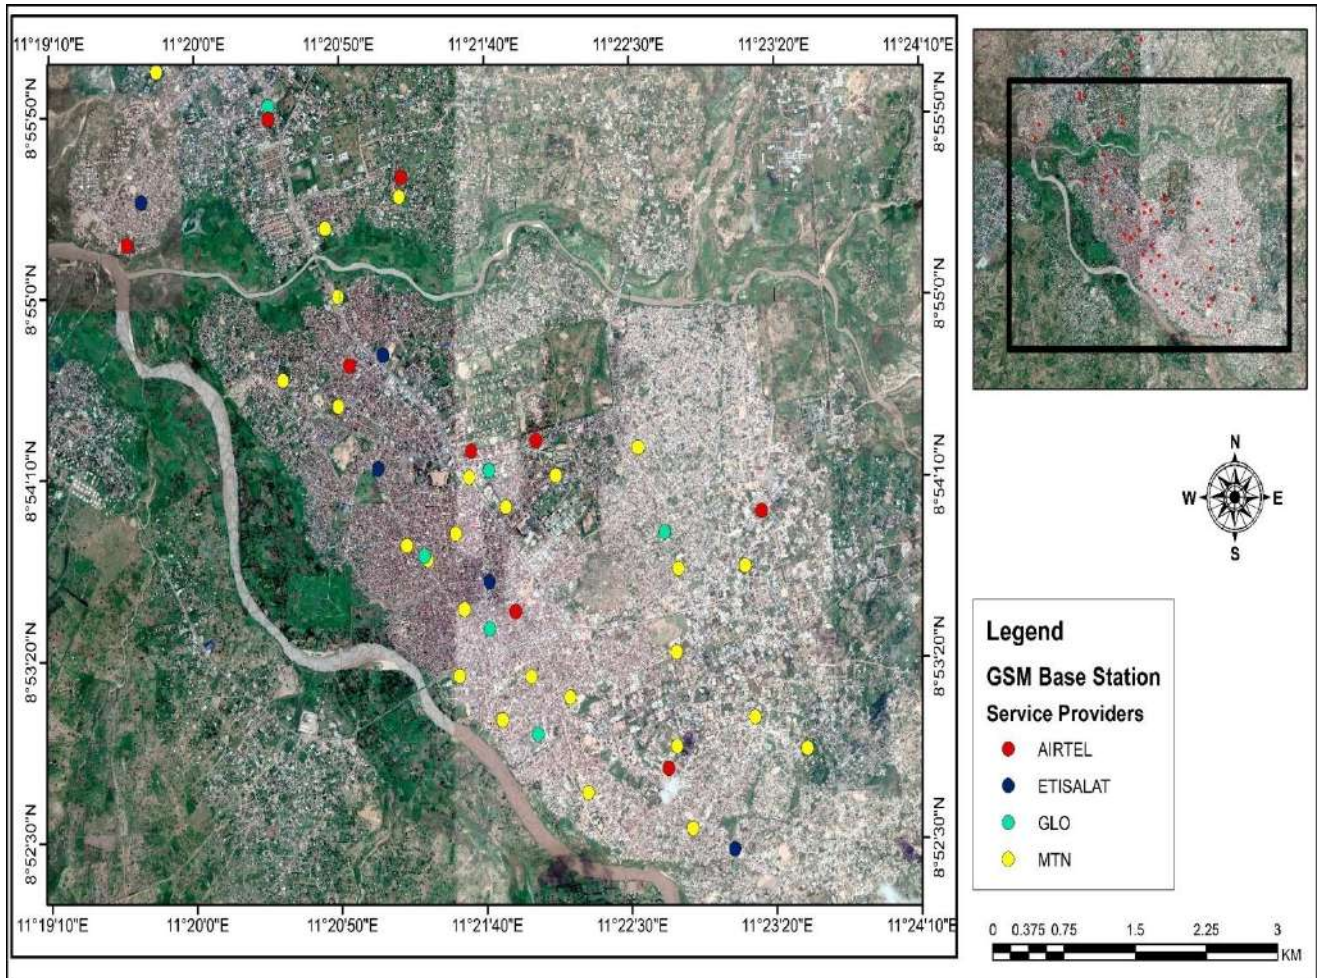 11°19'10"E 11°20'0"E 11°20'50"E 11°21'40"E 11°22'30"E 11°23'20"E 11°24'10"E
8°55'50"N
8°55'0"N
8°54'10"N
8°53'20"N
8°52'30"N
8°55'50"N
8°55'0"N
8°54'10"N
8°53'20"N
8°52'30"N
11°19'10"E 11°20'0"E 11°20'50"E 11°21'40"E 11°22'30"E 11°23'20"E 11°24'10"E
N
W E
S
Legend
GSM Base Station
Service Providers
AIRTEL
ETISALAT
GLO
MTN
0 0.375 0.75 1.5 2.25 3
KM